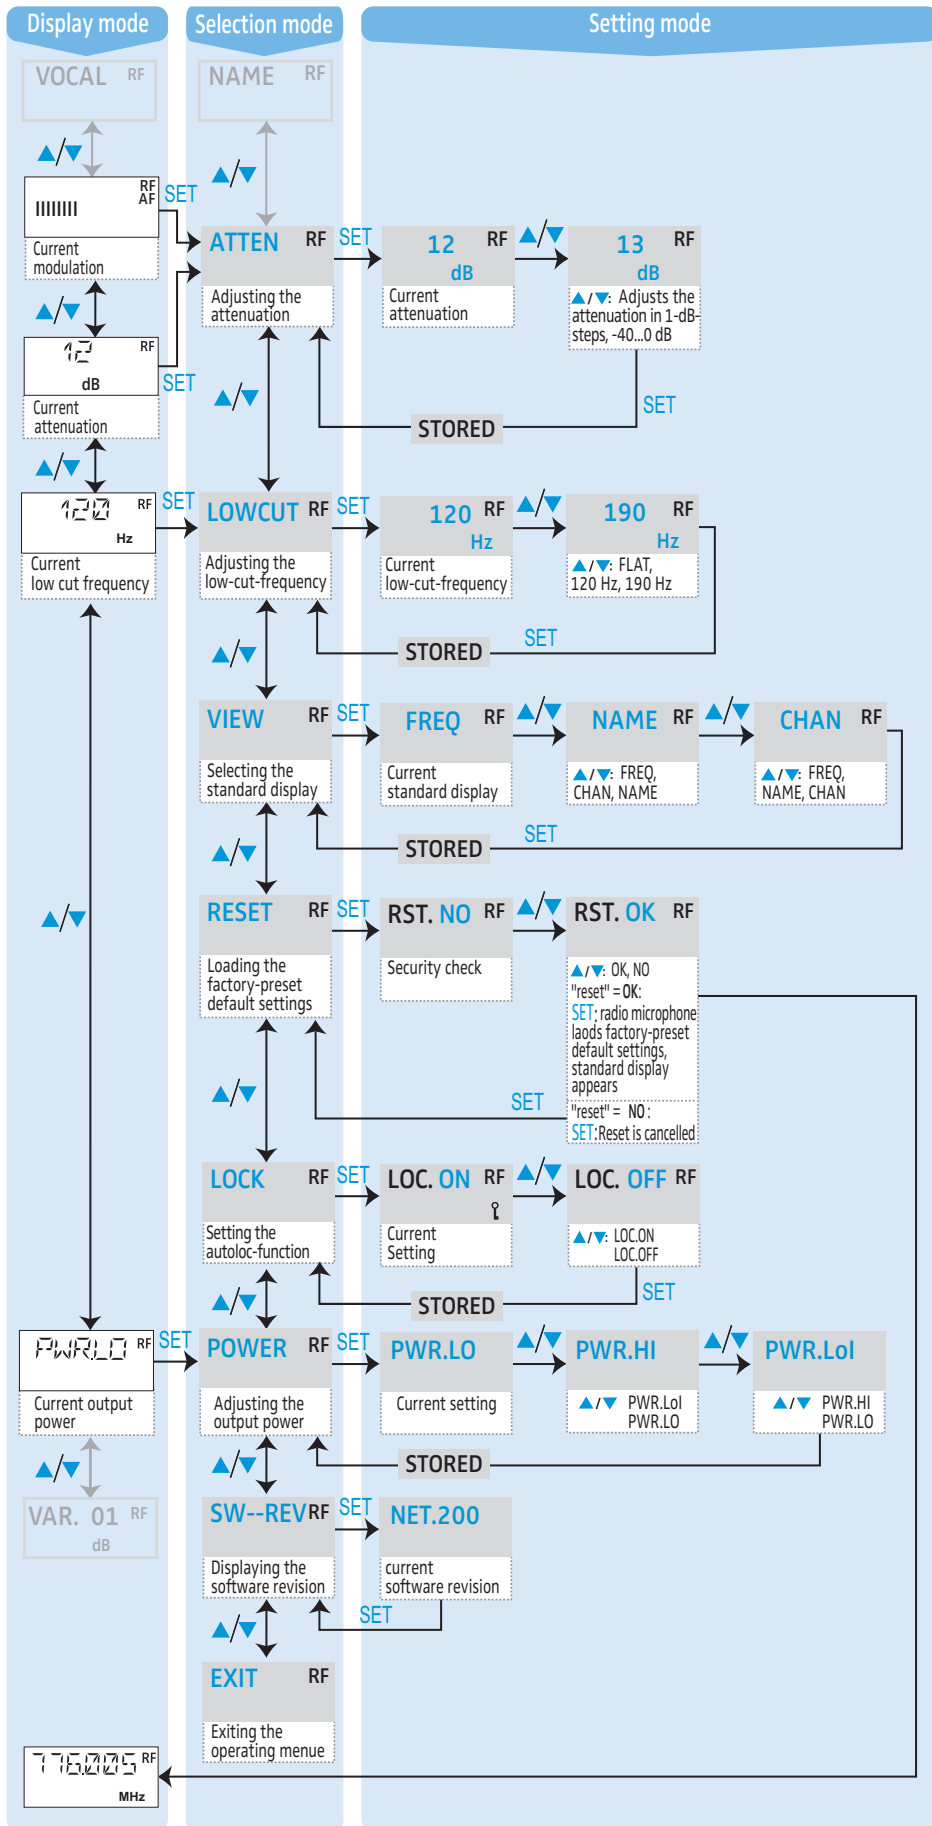 Display mode
Selection mode
Setting mode
VOCAL RF
NAME RF
▲/▼
▲/▼
RF
AF
SET
IIIIIIII
Current
modulation
ATTEN RF
Adjusting the
attenuation
SET
12 RF
dB
Current
attenuation
▲/▼
13 RF
dB
▲/▼: Adjusts the
attenuation in 1-dB-
steps, -40...0 dB
▲/▼
12 RF
dB
SET
Current
attenuation
▲/▼
SET
STORED
▲/▼
120 RF
Hz
SET
Current
low cut frequency
LOWCUT RF
Adjusting the
low-cut-frequency
SET
120 RF
Hz
Current
low-cut-frequency
▲/▼
190 RF
Hz
▲/▼: FLAT,
120 Hz, 190 Hz
SET
STORED
▲/▼
VIEW RF
Selecting the
standard display
SET
FREQ RF
Current
standard display
▲/▼
NAME RF
▲/▼: FREQ,
CHAN, NAME
▲/▼
CHAN RF
▲/▼: FREQ,
NAME, CHAN
SET
STORED
▲/▼
▲/▼
RESET RF
Loading the
factory-preset
default settings
SET
RST. NO RF
Security check
▲/▼
RST. OK RF
▲/▼: OK, NO
"reset" = OK:
SET: radio microphone
laods factory-preset
default settings,
standard display
appears
"reset" = NO :
SET:Reset is cancelled
SET
▲/▼
LOCK RF
Setting the
autoloc-function
SET
LOC. ON RF
Current
Setting
▲/▼
LOC. OFF RF
▲/▼: LOC.ON
LOC.OFF
SET
STORED
▲/▼
PWR.LO RF
SET
Current output
power
POWER RF
Adjusting the
output power
SET
PWR.LO
Current setting
▲/▼
PWR.HI
▲/▼ PWR.LoI
PWR.LO
▲/▼
PWR.LoI
▲/▼ PWR.HI
PWR.LO
STORED
▲/▼
▲/▼
VAR. 01 RF
dB
SW--REV RF
Displaying the
software revision
SET
NET.200
current
software revision
SET
▲/▼
EXIT RF
Exiting the
operating menue
776.005 RF
MHz